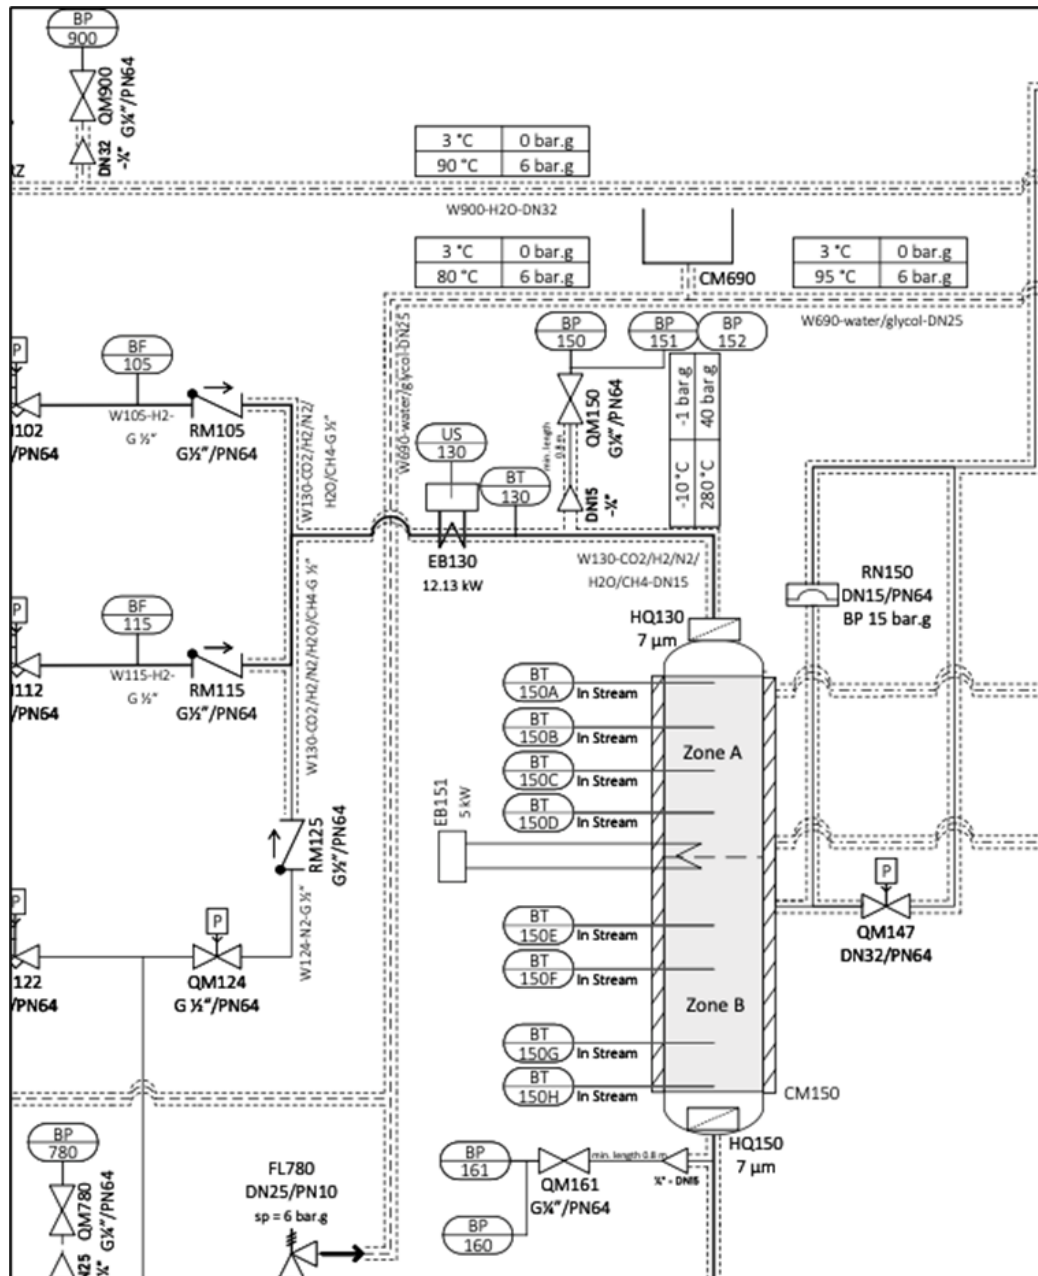 BP
900
QM900
G¼"/PN64
DN32
-¼"
RZ
3 °C 0 bar.g
90 °C 6 bar.g
W900-H2O-DN32
3 °C 0 bar.g
80 °C 6 bar.g
CM690
3 °C 0 bar.g
95 °C 6 bar.g
W690-water/glycol-DN25
W690-water/glycol-DN25
BP
150
BP
151
BP
152
-1 bar.g 40 bar.g
-10 °C 280 °C
QM150
G¼"/PN64
min. length
0.8 m
DN15
-¼"
P
102
/PN64
BF
105
W105-H2-
G ½"
RM105
G½"/PN64
W130-CO2/H2/N2/
H2O/CH4-G ½"
US
130
BT
130
EB130
12.13 kW
W130-CO2/H2/N2/
H2O/CH4-DN15
W130-CO2/H2/N2/H2O/CH4-G ½"
HQ130
7 µm
RN150
DN15/PN64
BP 15 bar.g
P
112
/PN64
BF
115
W115-H2-
G ½"
RM115
G½"/PN64
BT
150A In Stream
BT
150B In Stream
BT
150C In Stream
BT
150D In Stream
Zone A
EB151
5 kW
RM125
G½"/PN64
W124-N2-G ½"
P
122
/PN64
P
QM124
G ½"/PN64
BT
150E In Stream
BT
150F In Stream
Zone B
BT
150G In Stream
BT
150H In Stream
P
QM147
DN32/PN64
CM150
HQ150
7 µm
BP
161
min. length 0.8 m
¼" - DN15
QM161
G¼"/PN64
BP
160
BP
780
QM780
G¼"/PN64
N25
¼"
FL780
DN25/PN10
sp = 6 bar.g